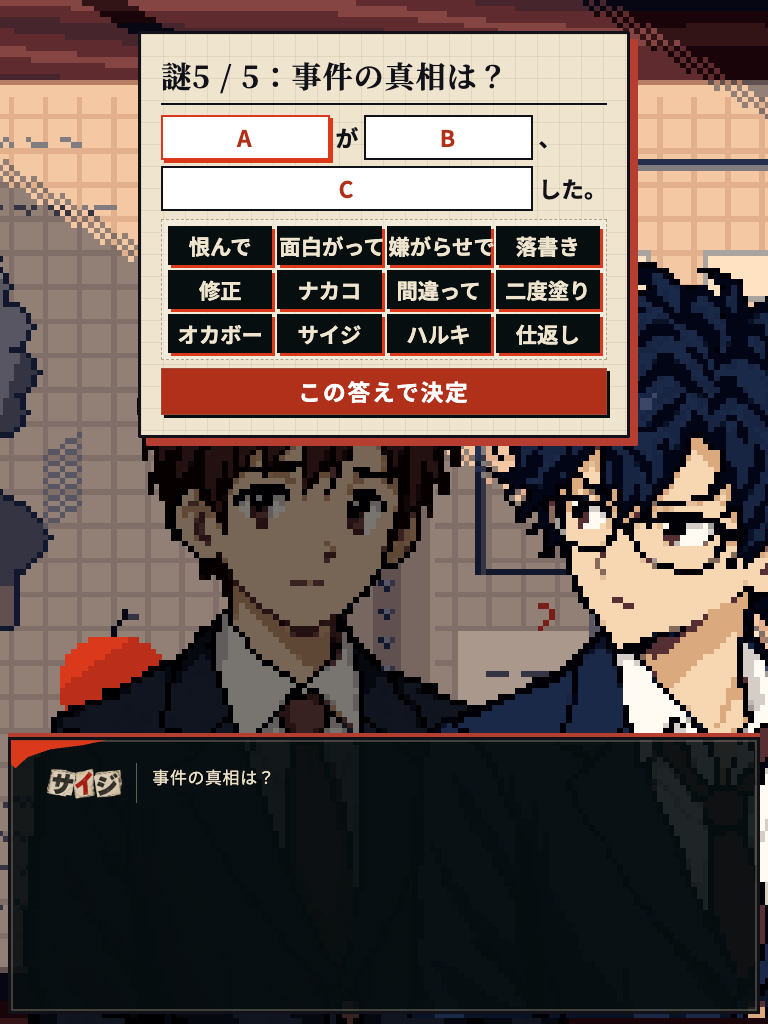 謎5 / 5：事件の真相は？
A が B 、
C した。
恨んで 面白がって 嫌がらせで 落書き
修正 ナカコ 間違って 二度塗り
オカボー サイジ ハルキ 仕返し
この答えで決定
サイジ 事件の真相は？